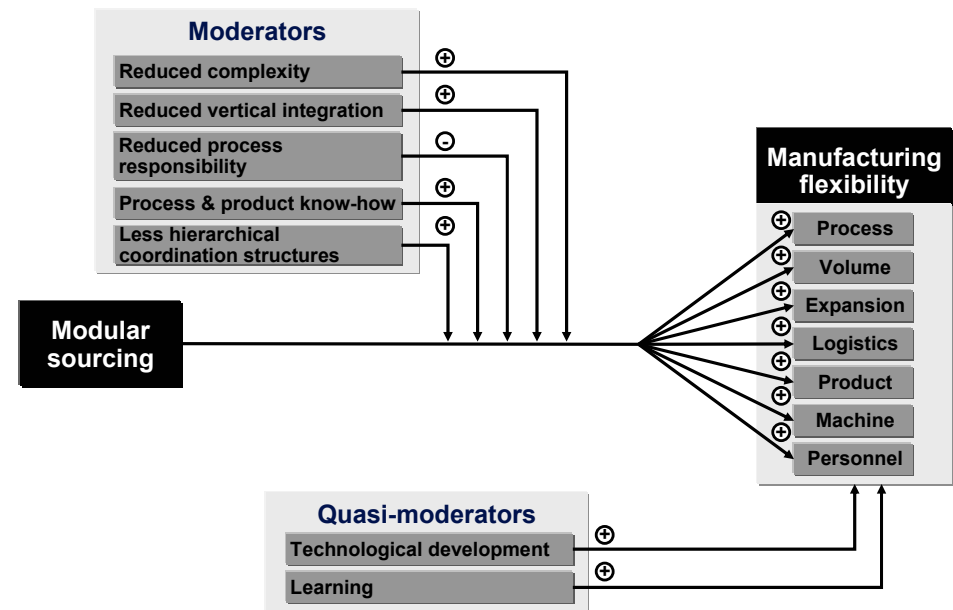 Moderators
Reduced complexity
⊕
Reduced vertical integration
⊕
Reduced process
responsibility
⊖
Process & product know-how
⊕
Less hierarchical
coordination structures
⊕
Modular
sourcing
Manufacturing
flexibility
⊕ Process
⊕ Volume
⊕ Expansion
⊕ Logistics
⊕ Product
⊕ Machine
⊕ Personnel
Quasi-moderators
Technological development
⊕
Learning
⊕